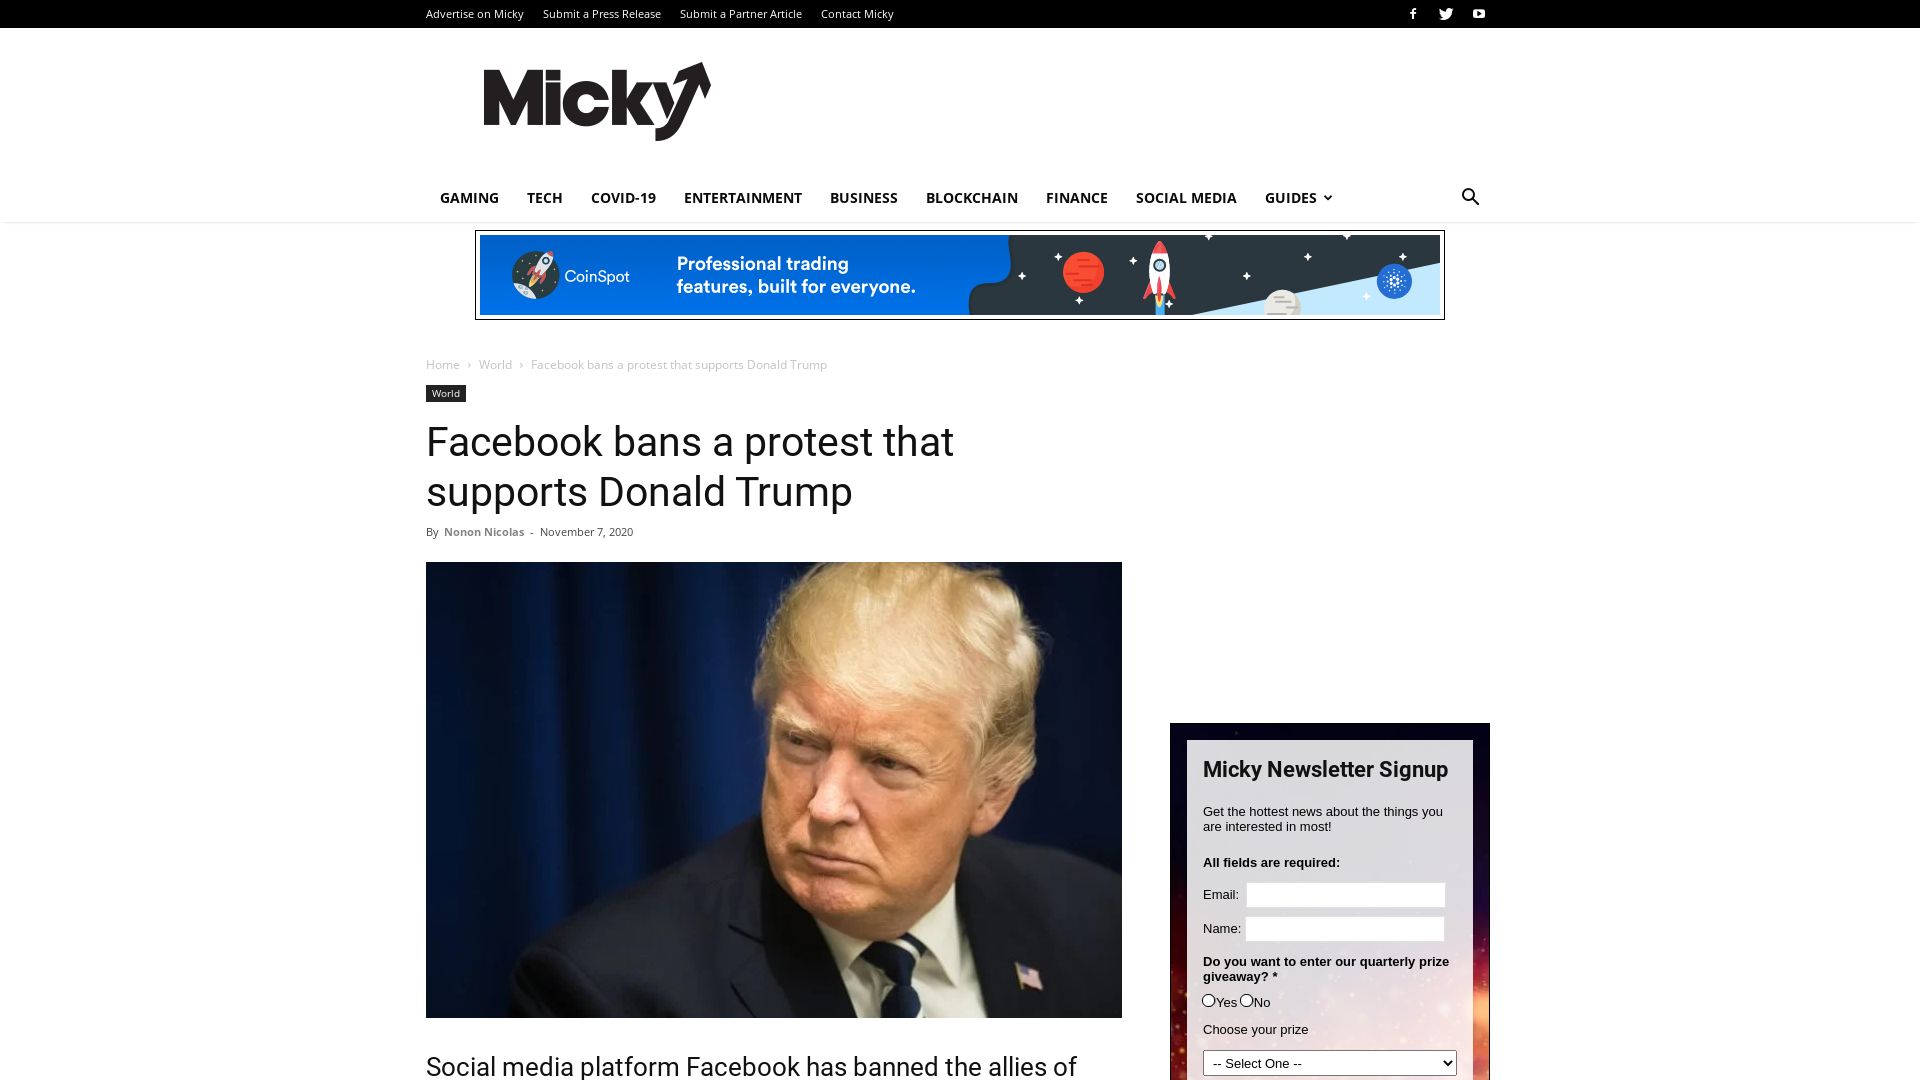 Advertise on Micky Submit a Press Release Submit a Partner Article Contact Micky
Micky
GAMING TECH COVID-19 ENTERTAINMENT BUSINESS BLOCKCHAIN FINANCE SOCIAL MEDIA GUIDES
CoinSpot
Professional trading
features, built for everyone.
Home › World › Facebook bans a protest that supports Donald Trump
World
Facebook bans a protest that
supports Donald Trump
By Nonon Nicolas - November 7, 2020
Social media platform Facebook has banned the allies of
Micky Newsletter Signup
Get the hottest news about the things you
are interested in most!
All fields are required:
Email:
Name:
Do you want to enter our quarterly prize
giveaway? *
Yes No
Choose your prize
-- Select One --